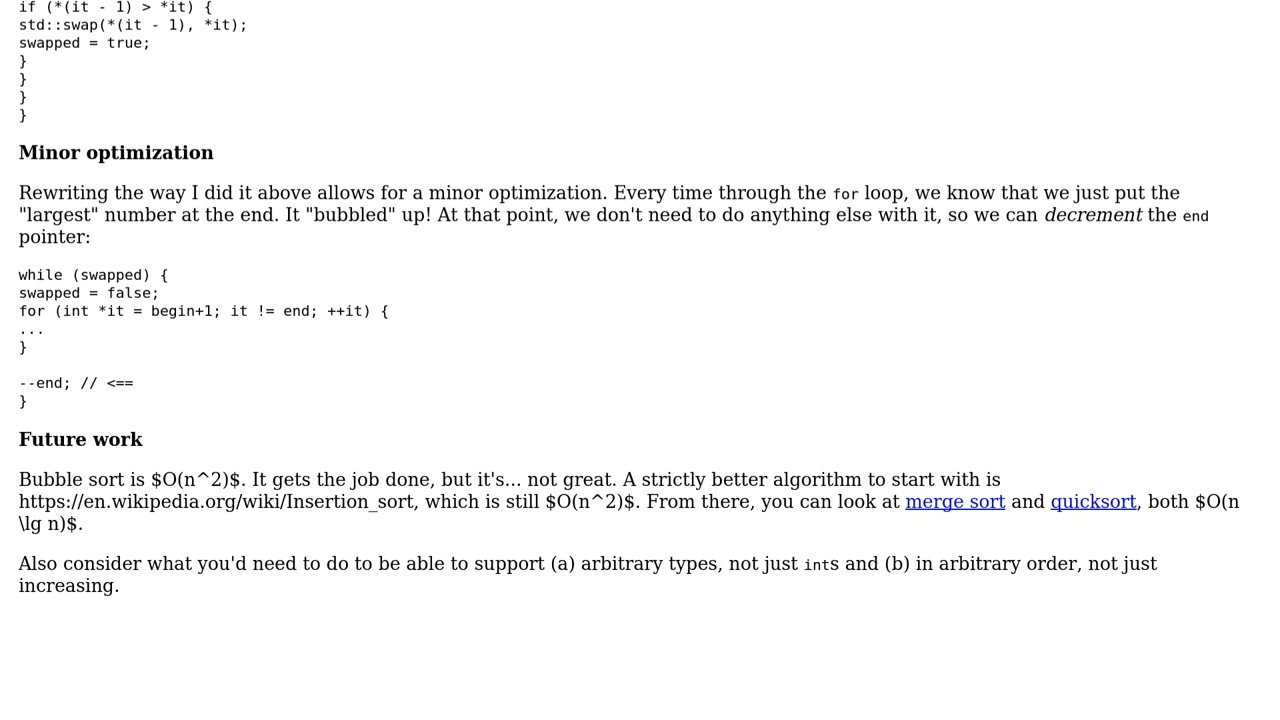 if (*(it - 1) > *it) {
std::swap(*(it - 1), *it);
swapped = true;
}
}
}
}
Minor optimization
Rewriting the way I did it above allows for a minor optimization. Every time through the for loop, we know that we just put the
"largest" number at the end. It "bubbled" up! At that point, we don't need to do anything else with it, so we can decrement the end
pointer:
while (swapped) {
swapped = false;
for (int *it = begin+1; it != end; ++it) {
...
}
--end; // <==
}
Future work
Bubble sort is $O(n^2)$. It gets the job done, but it's... not great. A strictly better algorithm to start with is
https://en.wikipedia.org/wiki/Insertion_sort, which is still $O(n^2)$. From there, you can look at merge sort and quicksort, both $O(n
\lg n)$.
Also consider what you'd need to do to be able to support (a) arbitrary types, not just ints and (b) in arbitrary order, not just
increasing.